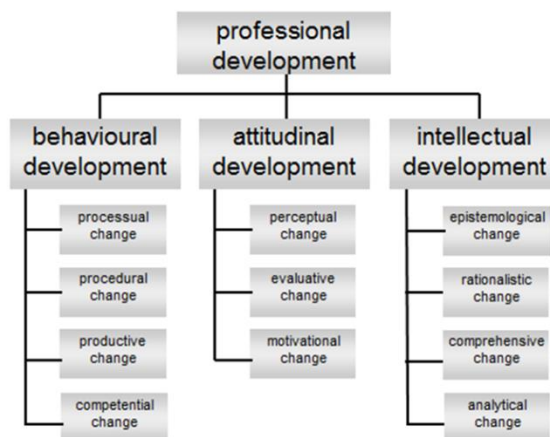 professional
development
behavioural
development
processual
change
procedural
change
productive
change
competential
change
attitudinal
development
perceptual
change
evaluative
change
motivational
change
intellectual
development
epistemological
change
rationalistic
change
comprehensive
change
analytical
change